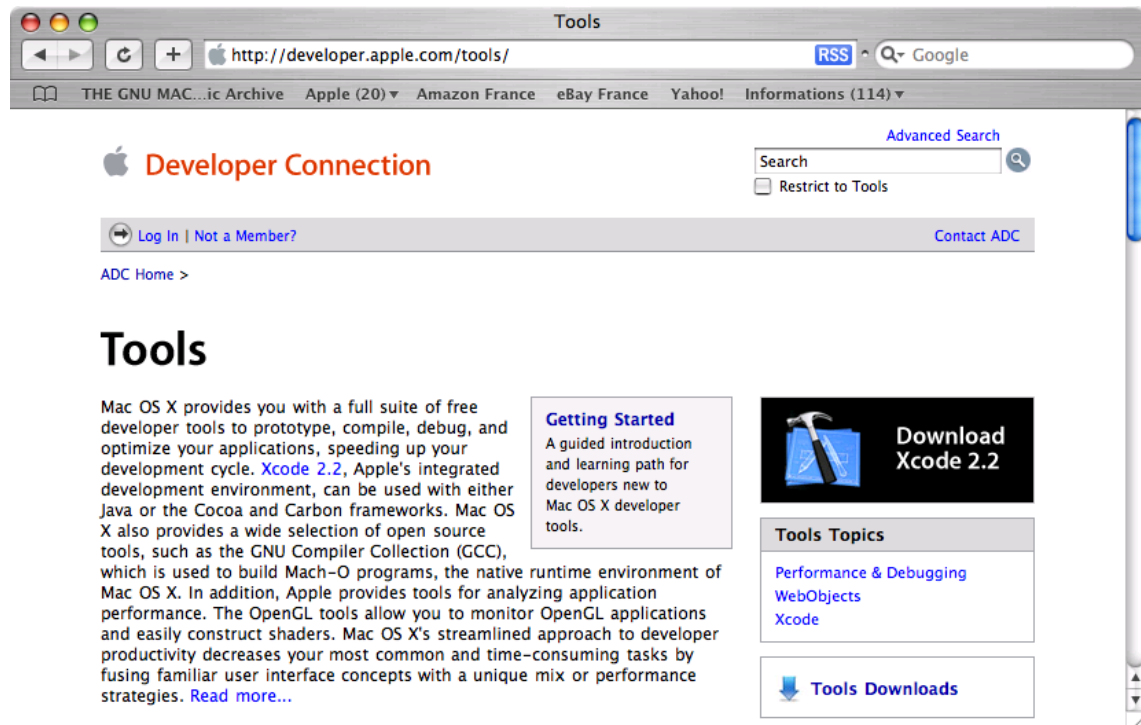 Tools
http://developer.apple.com/tools/
RSS
Google
THE GNU MAC...ic Archive Apple (20) Amazon France eBay France Yahoo! Informations (114)
Developer Connection
Advanced Search
Search
Restrict to Tools
Log In | Not a Member?
Contact ADC
ADC Home >
Tools
Mac OS X provides you with a full suite of free
developer tools to prototype, compile, debug, and
optimize your applications, speeding up your
development cycle. Xcode 2.2, Apple's integrated
development environment, can be used with either
Java or the Cocoa and Carbon frameworks. Mac OS
X also provides a wide selection of open source
tools, such as the GNU Compiler Collection (GCC),
which is used to build Mach-O programs, the native runtime environment of
Mac OS X. In addition, Apple provides tools for analyzing application
performance. The OpenGL tools allow you to monitor OpenGL applications
and easily construct shaders. Mac OS X's streamlined approach to developer
productivity decreases your most common and time-consuming tasks by
fusing familiar user interface concepts with a unique mix or performance
strategies. Read more...
Getting Started
A guided introduction
and learning path for
developers new to
Mac OS X developer
tools.
Download
Xcode 2.2
Tools Topics
Performance & Debugging
WebObjects
Xcode
Tools Downloads